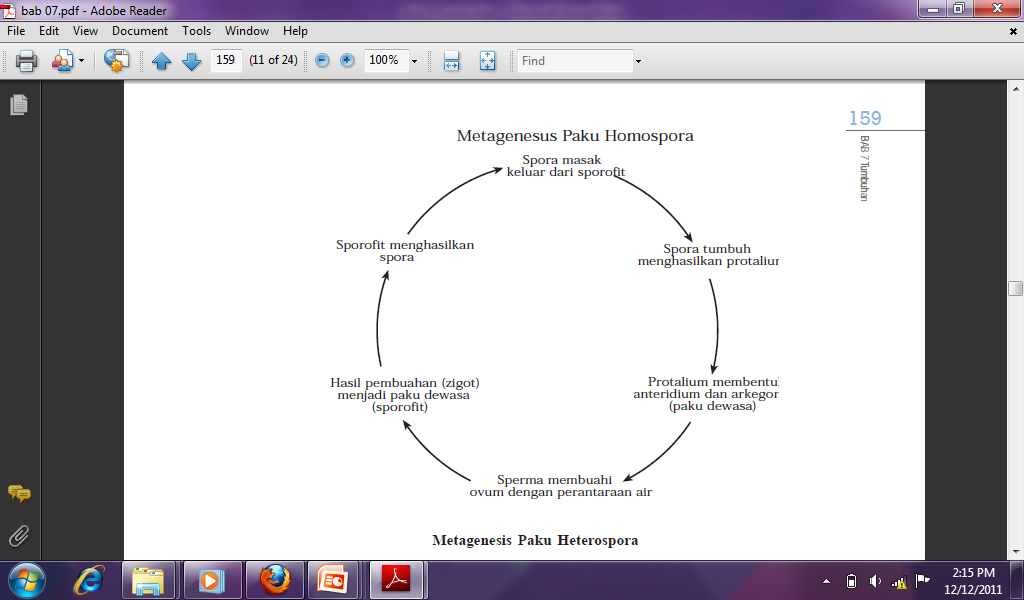 bab 07.pdf - Adobe Reader
File Edit View Document Tools Window Help
159 (11 of 24) 100% Find
159
BAB 7 Tumbuhan
Metagenesus Paku Homospora
Spora masak
keluar dari sporofit
Spora tumbuh
menghasilkan protaliun
Protalium membentul
anteridium dan arkegon
(paku dewasa)
Sperma membuahi
ovum dengan perantaraan air
Hasil pembuahan (zigot)
menjadi paku dewasa
(sporofit)
Sporofit menghasilkan
spora
Metagenesis Paku Heterospora
2:15 PM
12/12/2011